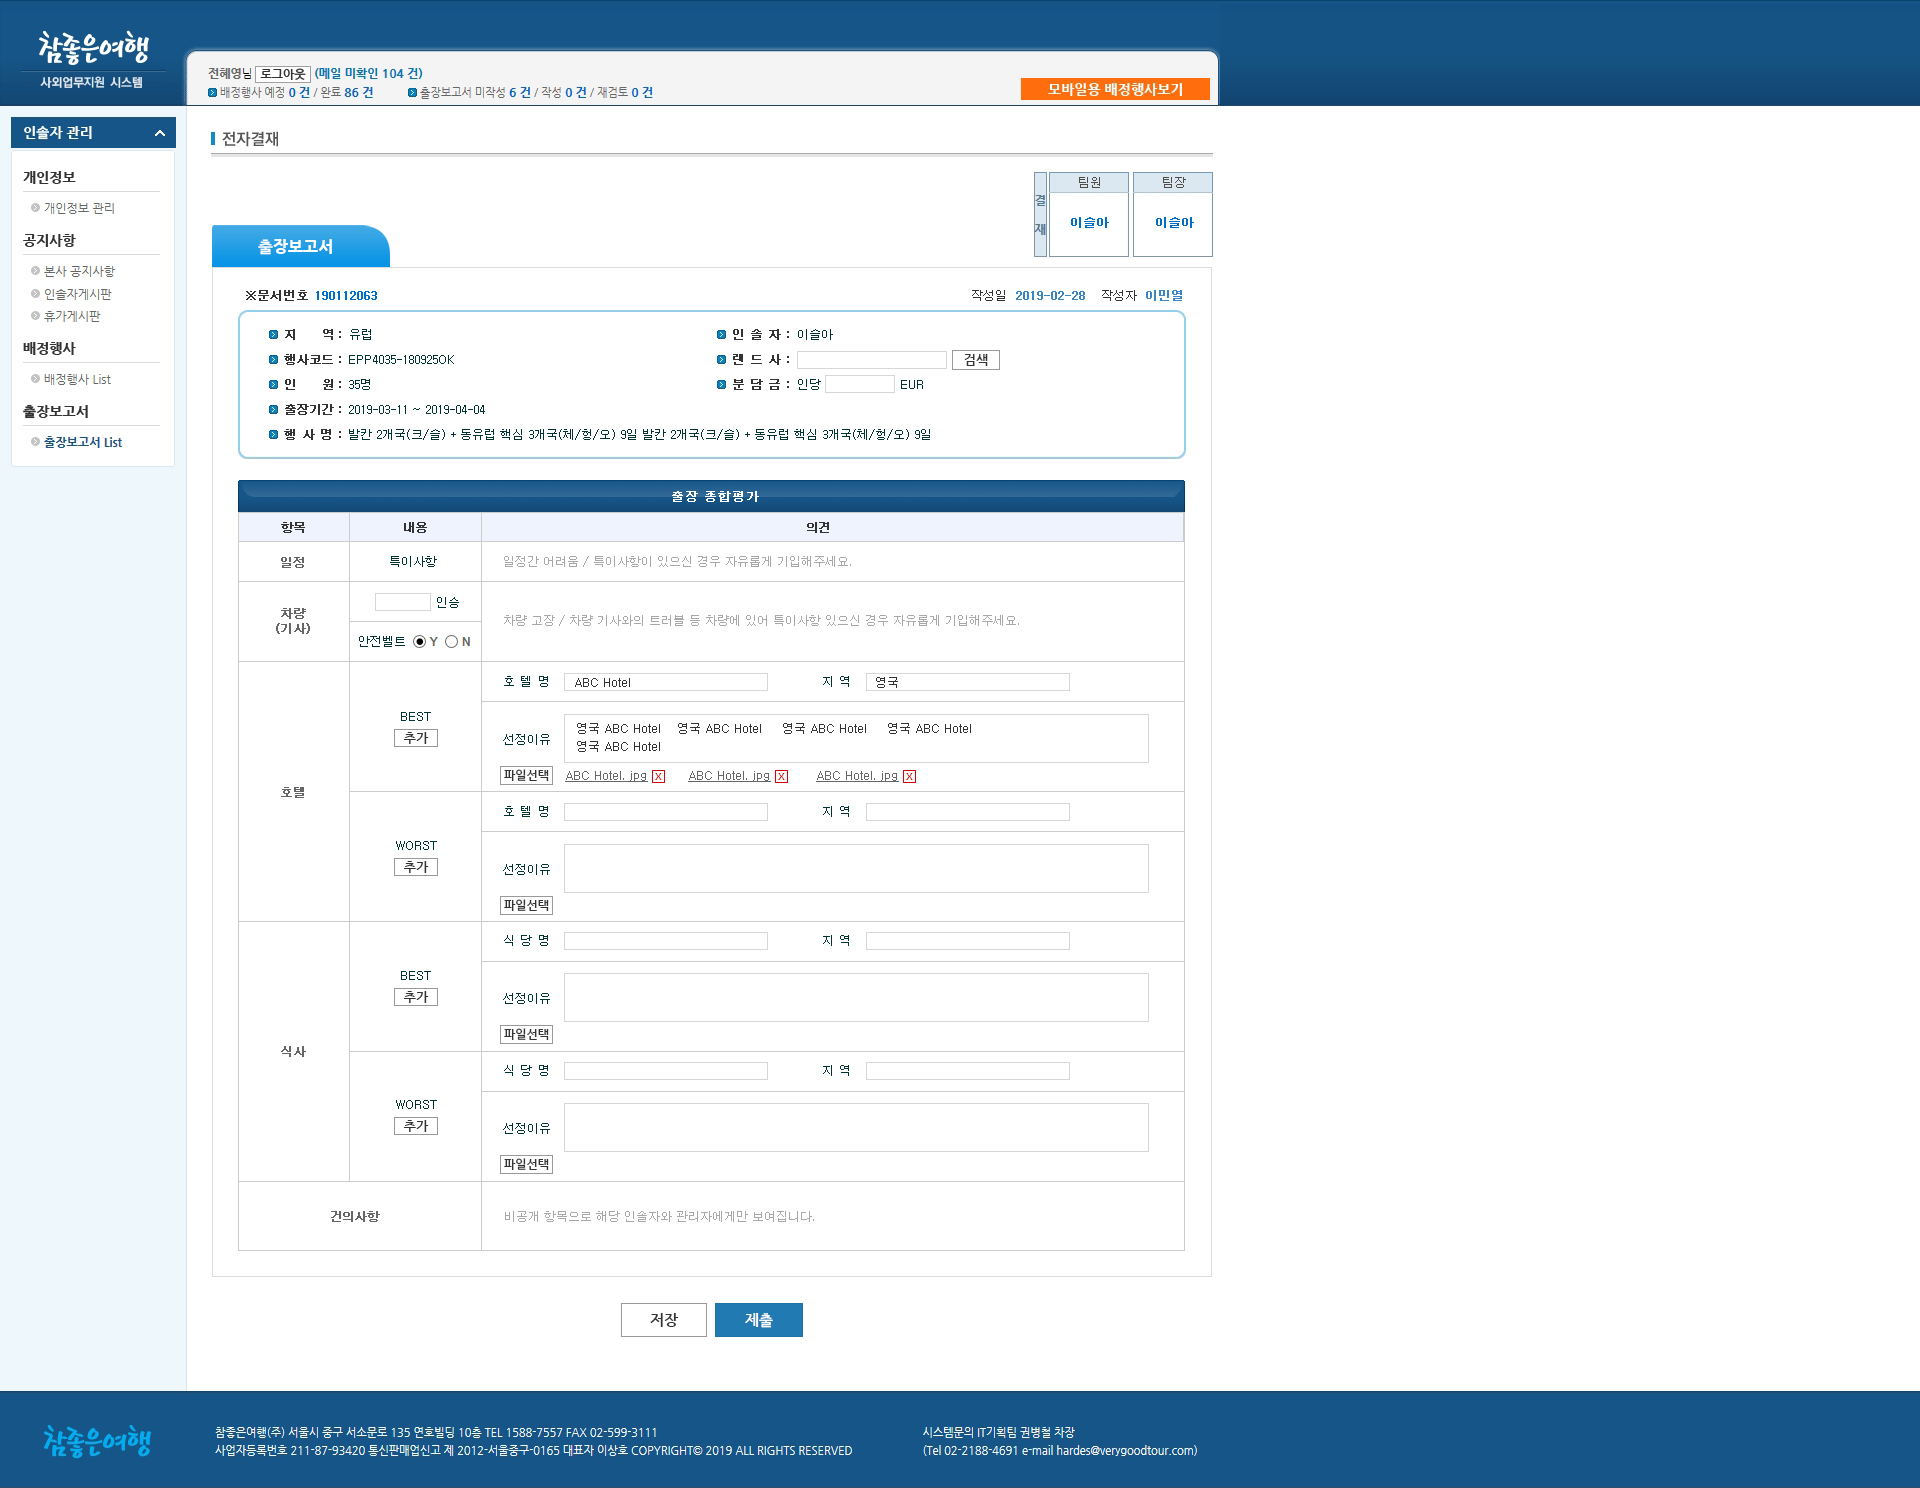 참좋은여행
사외업무지원 시스템
전혜영님 로그아웃 (메일 미확인 104 건)
배정행사 예정 0 건 / 완료 86 건 출장보고서 미작성 6 건 / 작성 0 건 / 재검토 0 건
모바일용 배정행사보기
인솔자 관리
개인정보
개인정보 관리
공지사항
본사 공지사항
인솔자게시판
휴가게시판
배정행사
배정행사 List
출장보고서
출장보고서 List
전자결재
결재
팀원 팀장
이슬아 이슬아
출장보고서
※문서번호 190112063 작성일 2019-02-28 작성자 이민열
지 역 : 유럽 인 솔 자 : 이슬아
행사코드 : EPP4035-180925OK 랜 드 사 : 검색
인 원 : 35명 분 담 금 : 인당 EUR
출장기간 : 2019-03-11 ~ 2019-04-04
행 사 명 : 발칸 2개국(크/슬) + 동유럽 핵심 3개국(체/헝/오) 9일 발칸 2개국(크/슬) + 동유럽 핵심 3개국(체/헝/오) 9일
출장 종합평가
항목 내용 의견
일정 특이사항 일정간 어려움 / 특이사항이 있으신 경우 자유롭게 기입해주세요.
차량
(기사)
인승
안전벨트 Y N
차량 고장 / 차량 기사와의 트러블 등 차량에 있어 특이사항 있으신 경우 자유롭게 기입해주세요.
호텔
BEST
추가
호 텔 명 ABC Hotel 지 역 영국
선정이유
영국 ABC Hotel 영국 ABC Hotel 영국 ABC Hotel 영국 ABC Hotel
영국 ABC Hotel
파일선택 ABC Hotel. jpg X ABC Hotel. jpg X ABC Hotel. jpg X
WORST
추가
호 텔 명 지 역
선정이유
파일선택
식사
BEST
추가
식 당 명 지 역
선정이유
파일선택
WORST
추가
식 당 명 지 역
선정이유
파일선택
건의사항 비공개 항목으로 해당 인솔자와 관리자에게만 보여집니다.
저장 제출
참좋은여행
참좋은여행(주) 서울시 중구 서소문로 135 연호빌딩 10층 TEL 1588-7557 FAX 02-599-3111
사업자등록번호 211-87-93420 통신판매업신고 제 2012-서울중구-0165 대표자 이상호 COPYRIGHT© 2019 ALL RIGHTS RESERVED
시스템문의 IT기획팀 권병철 차장
(Tel 02-2188-4691 e-mail hardes@verygoodtour.com)